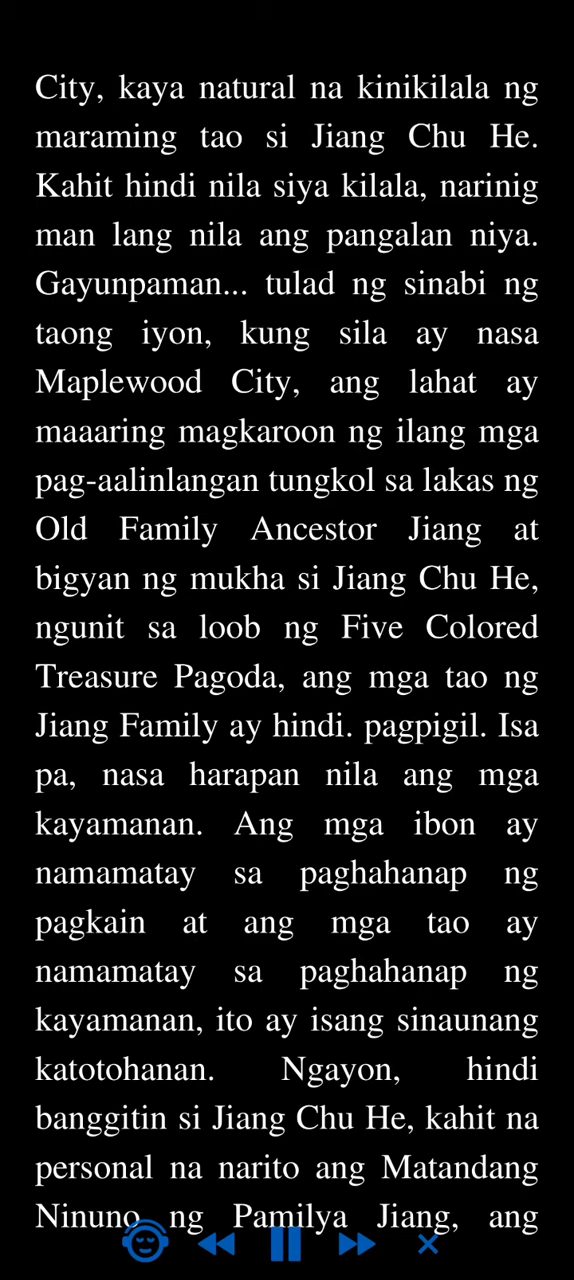 City, kaya natural na kinikilala ng
maraming tao si Jiang Chu He.
Kahit hindi nila siya kilala, narinig
man lang nila ang pangalan niya.
Gayunpaman... tulad ng sinabi ng
taong iyon, kung sila ay nasa
Maplewood City, ang lahat ay
maaaring magkaroon ng ilang mga
pag-aalinlangan tungkol sa lakas ng
Old Family Ancestor Jiang at
bigyan ng mukha si Jiang Chu He,
ngunit sa loob ng Five Colored
Treasure Pagoda, ang mga tao ng
Jiang Family ay hindi. pagpigil. Isa
pa, nasa harapan nila ang mga
kayamanan. Ang mga ibon ay
namamatay sa paghahanap ng
pagkain at ang mga tao ay
namamatay sa paghahanap ng
kayamanan, ito ay isang sinaunang
katotohanan. Ngayon, hindi
banggitin si Jiang Chu He, kahit na
personal na narito ang Matandang
Ninuno ng Pamilya Jiang, ang